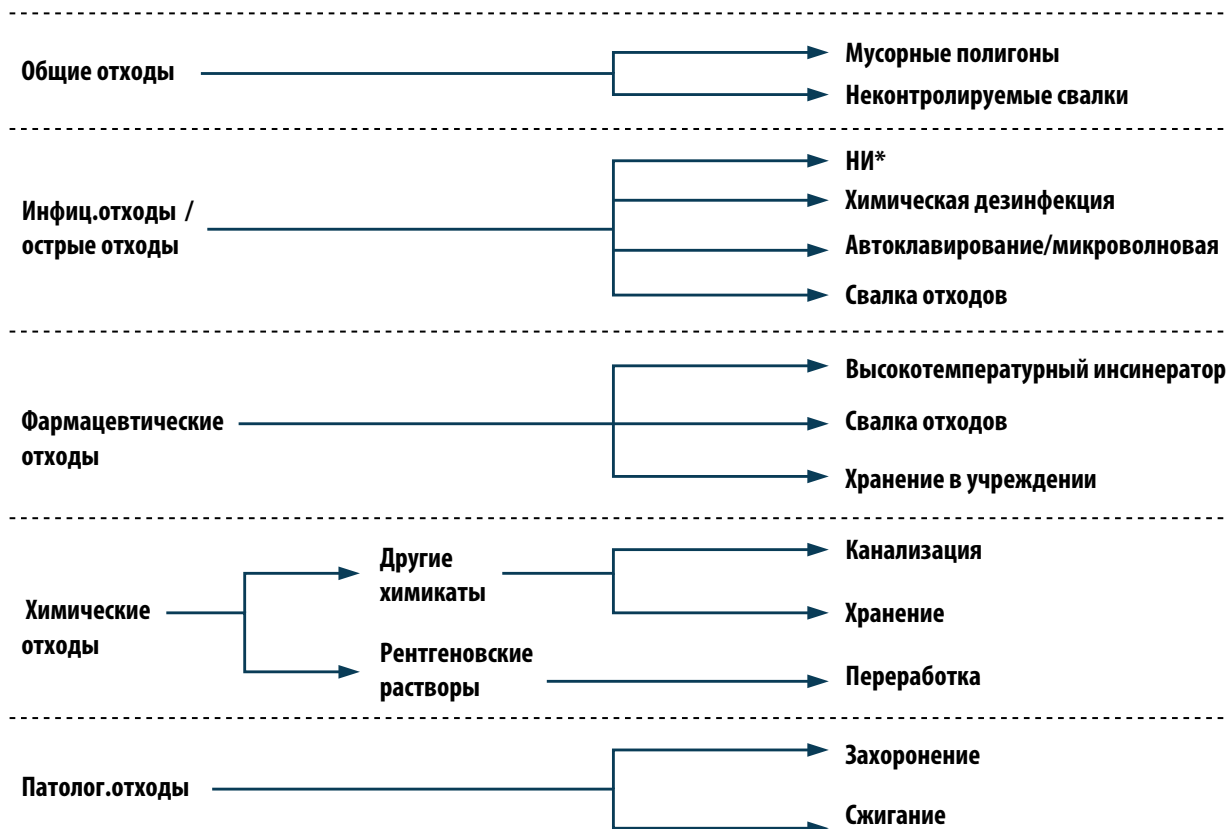 Общие отходы
Мусорные полигоны
Неконтролируемые свалки
Инфиц.отходы /
острые отходы
НИ*
Химическая дезинфекция
Автоклавирование/микроволновая
Свалка отходов
Фармацевтические
отходы
Высокотемпературный инсинератор
Свалка отходов
Хранение в учреждении
Химические
отходы
Другие
химикаты
Канализация
Хранение
Рентгеновские
растворы
Переработка
Патолог.отходы
Захоронение
Сжигание